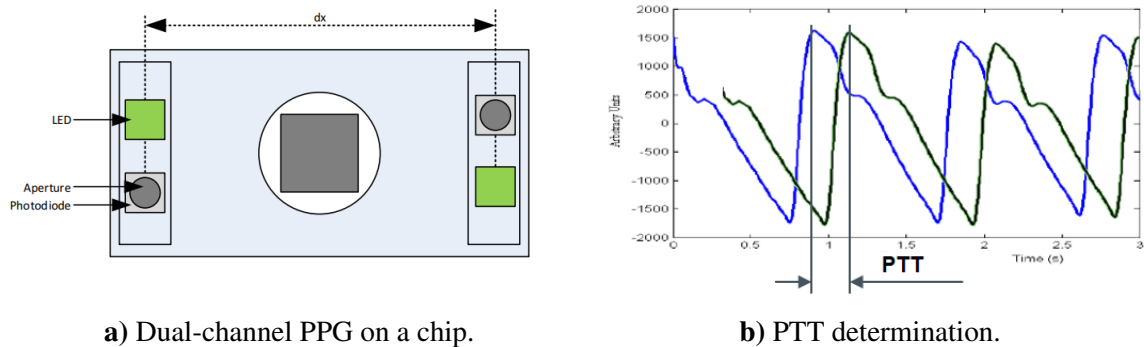 dx
LED
Aperture
Photodiode
2000
1500
1000
500
0
-500
-1000
-1500
-2000
Arbitrary Units
0 0.5 1 1.5 2 2.5 3
Time (s)
PTT
a) Dual-channel PPG on a chip.
b) PTT determination.